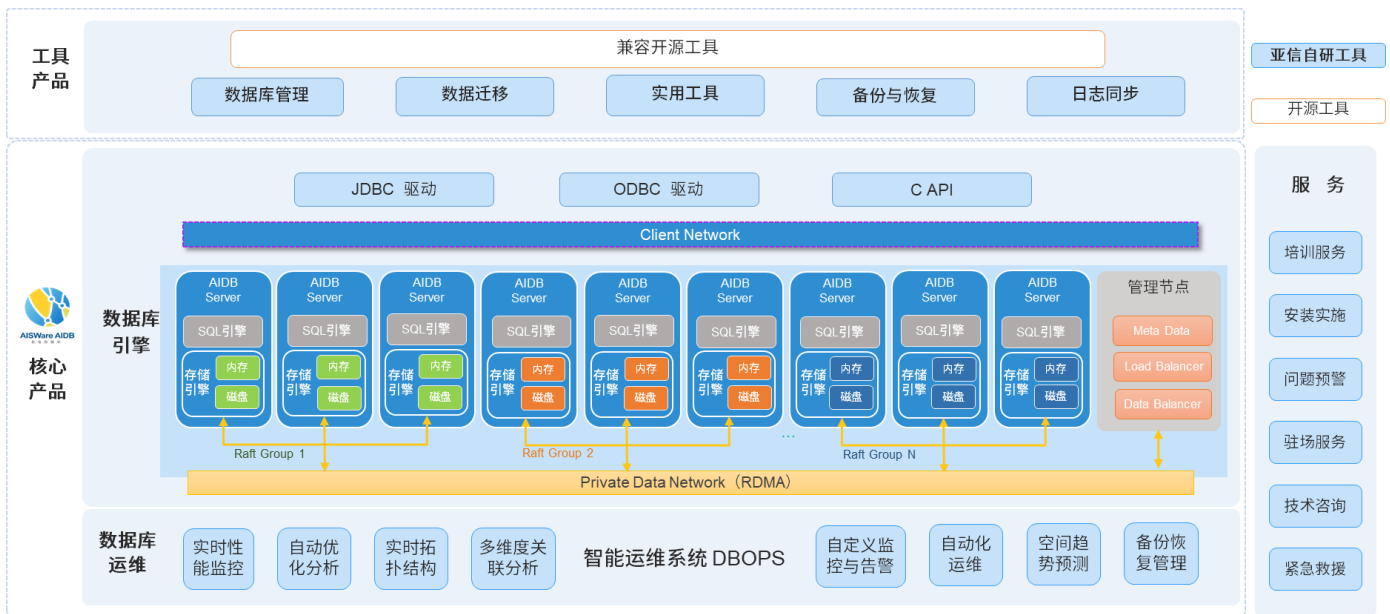 工具
产品
兼容开源工具
数据库管理
数据迁移
实用工具
备份与恢复
日志同步
亚信自研工具
开源工具
AISWare AIDB
核心
产品
数据库
引擎
JDBC 驱动
ODBC 驱动
C API
Client Network
AIDB
Server
SQL引擎
存储
引擎
内存
磁盘
AIDB
Server
SQL引擎
存储
引擎
内存
磁盘
AIDB
Server
SQL引擎
存储
引擎
内存
磁盘
AIDB
Server
SQL引擎
存储
引擎
内存
磁盘
AIDB
Server
SQL引擎
存储
引擎
内存
磁盘
AIDB
Server
SQL引擎
存储
引擎
内存
磁盘
AIDB
Server
SQL引擎
存储
引擎
内存
磁盘
AIDB
Server
SQL引擎
存储
引擎
内存
磁盘
AIDB
Server
SQL引擎
存储
引擎
内存
磁盘
管理节点
Meta Data
Load Balancer
Data Balancer
Raft Group 1
Raft Group 2
...
Raft Group N
Private Data Network（RDMA）
数据库
运维
实时性
能监控
自动优
化分析
实时拓
扑结构
多维度关
联分析
智能运维系统 DBOPS
自定义监
控与告警
自动化
运维
空间趋
势预测
备份恢
复管理
服 务
培训服务
安装实施
问题预警
驻场服务
技术咨询
紧急救援